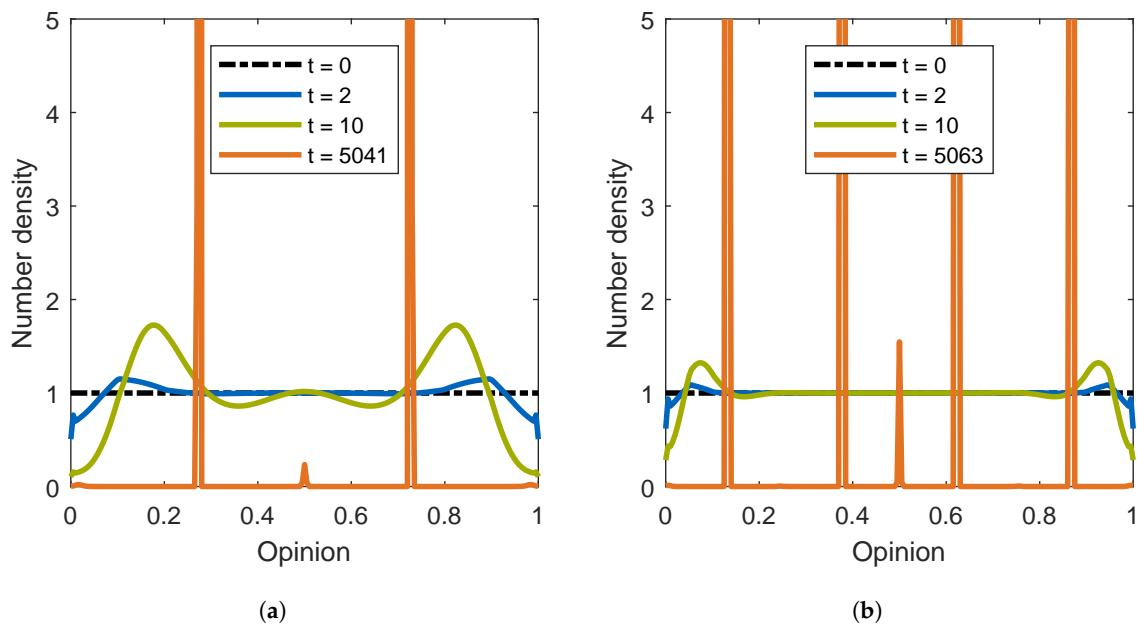 5
4
3
2
1
0
Number density
t = 0
t = 2
t = 10
t = 5041
0 0.2 0.4 0.6 0.8 1
Opinion
(a)
5
4
3
2
1
0
Number density
t = 0
t = 2
t = 10
t = 5063
0 0.2 0.4 0.6 0.8 1
Opinion
(b)